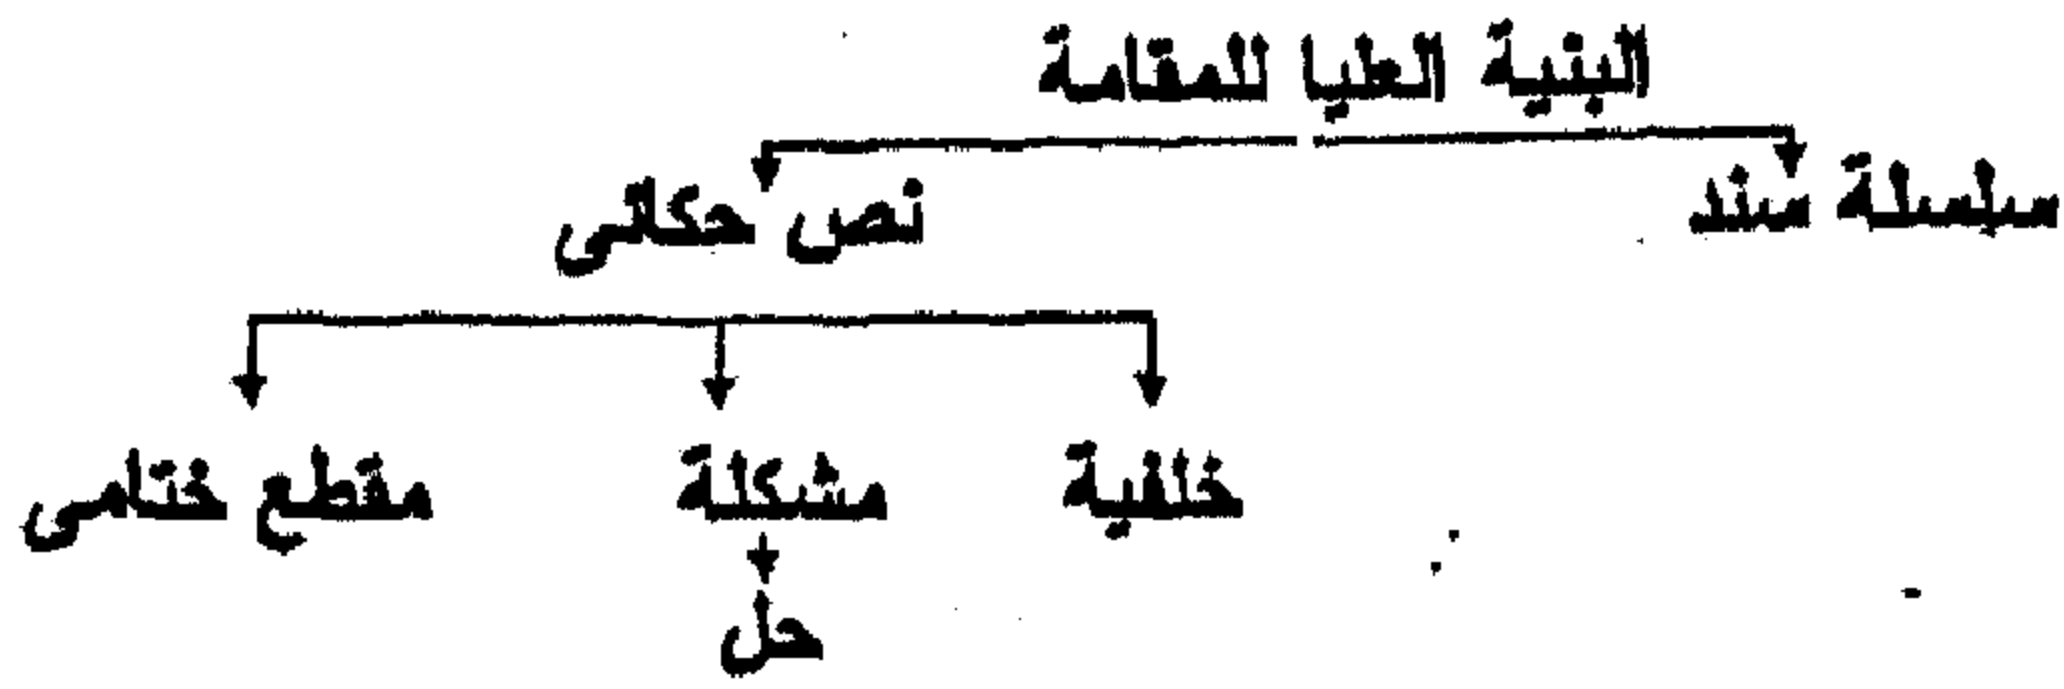 البنية العليا للمقامة
سلسلة سند نص حكائى
خلفية مشكلة مقطع ختامى
حل